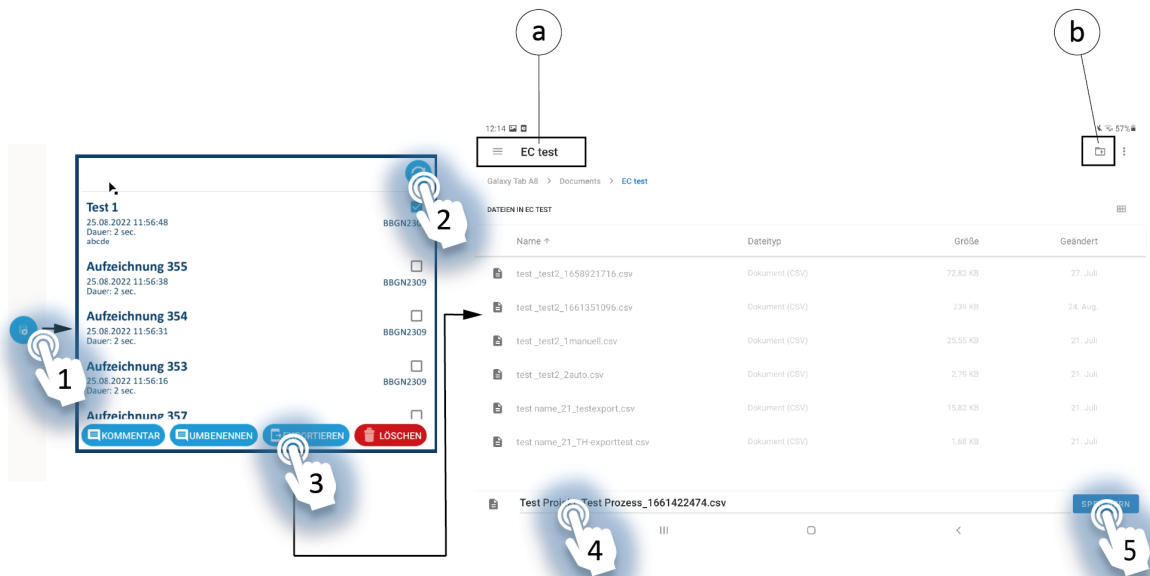 a
b
12:14
57%
EC test
Galaxy Tab A8 > Documents > EC test
DATEIEN IN EC TEST
Name ↑ Dateityp Größe Geändert
test _test2_1658921716.csv Dokument (CSV) 72,82 KB 27. Juli
test _test2_1661351096.csv Dokument (CSV) 239 KB 24. Aug.
test _test2_1manuell.csv Dokument (CSV) 25,55 KB 21. Juli
test _test2_2auto.csv Dokument (CSV) 2,79 KB 21. Juli
test name_21_testexport.csv Dokument (CSV) 15,82 KB 21. Juli
test name_21_TH-exporttest.csv Dokument (CSV) 1,68 KB 21. Juli
Test Prozess_1661422474.csv
4
5
1
2
Test 1
25.08.2022 11:56:48
Dauer: 2 sec.
abcde
Aufzeichnung 355
25.08.2022 11:56:38 BBGN2309
Dauer: 2 sec.
Aufzeichnung 354
25.08.2022 11:56:31 BBGN2309
Dauer: 2 sec.
Aufzeichnung 353
25.08.2022 11:56:16 BBGN2309
Dauer: 2 sec.
Aufzeichnung 357
KOMMENTAR UMBENENNEN LÖSCHEN
3